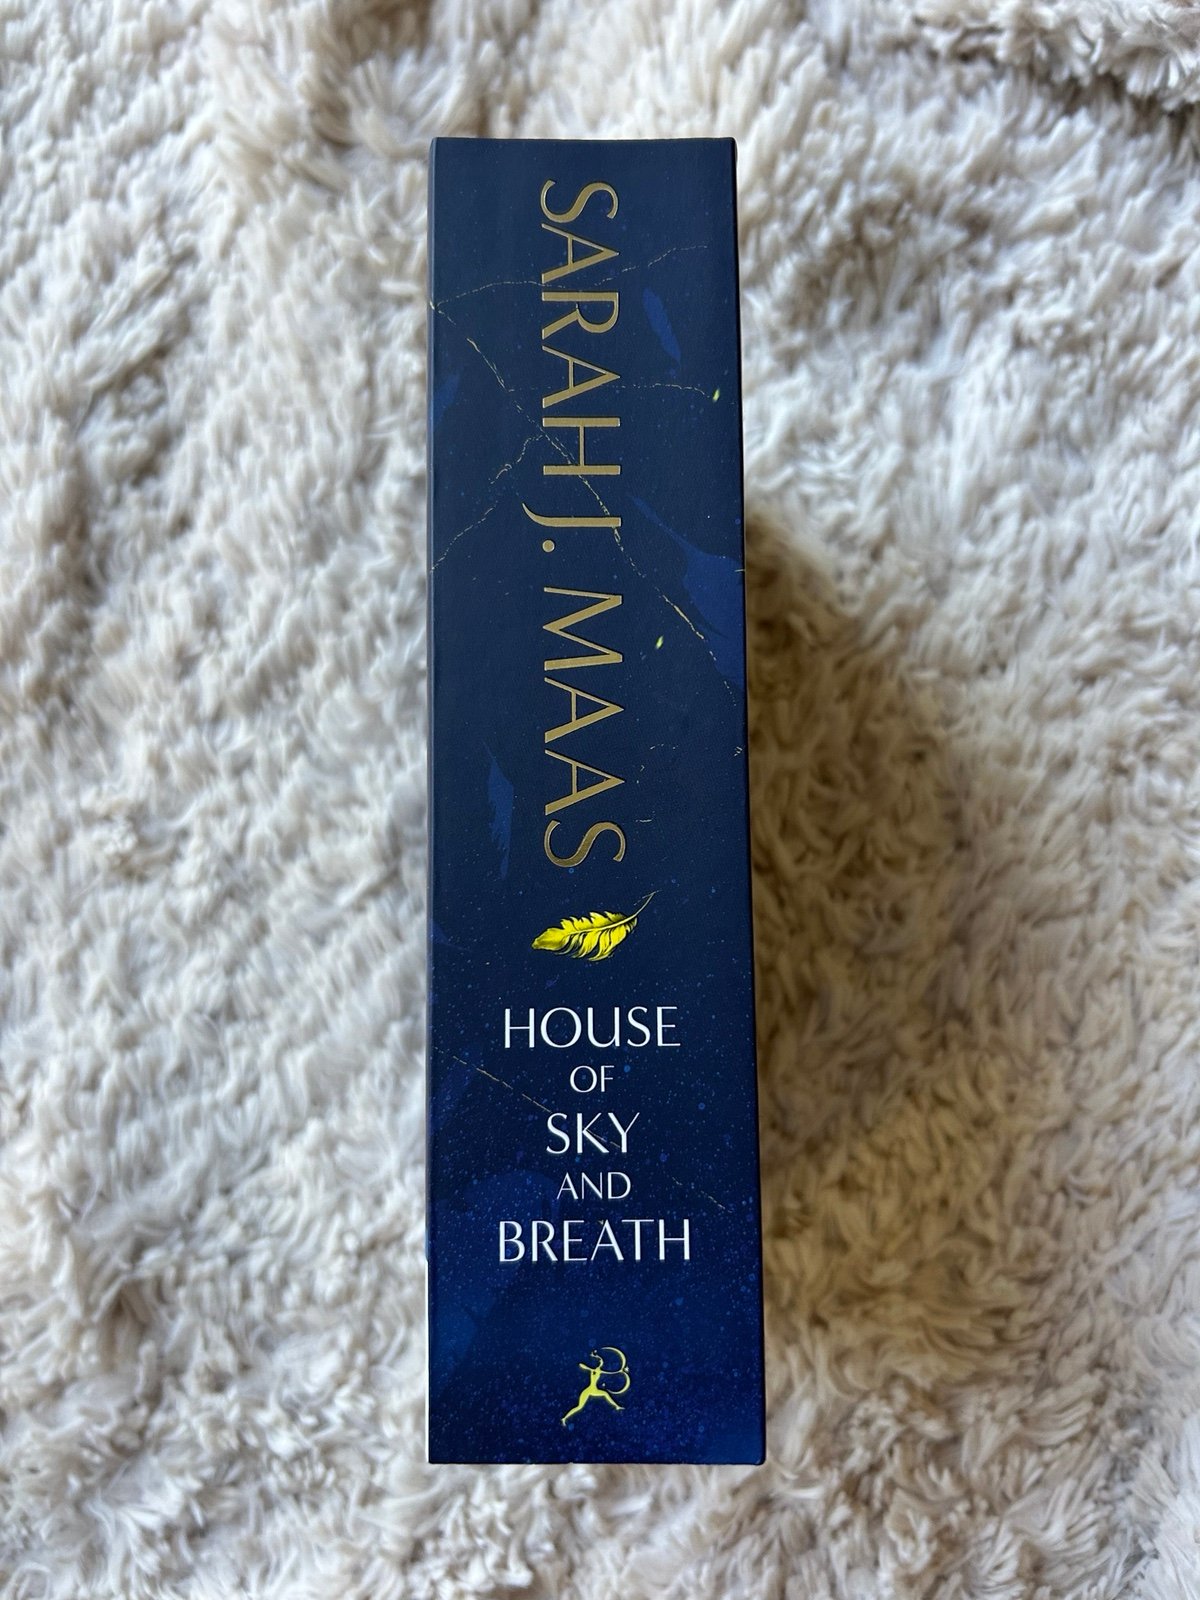 SARAH J. MAAS
HOUSE
OF
SKY
AND
BREATH